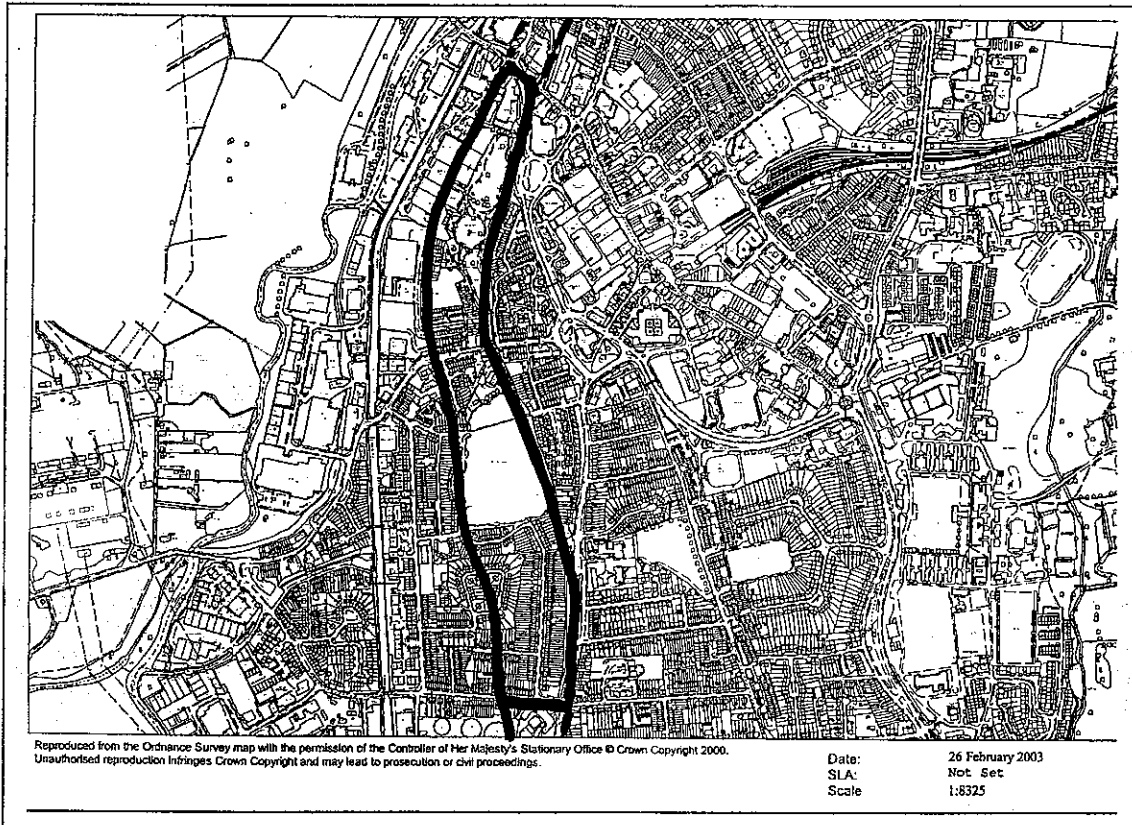 Reproduced from the Ordnance Survey map with the permission of the Controller of Her Majesty's Stationary Office © Crown Copyright 2000.
Unauthorised reproduction infringes Crown Copyright and may lead to prosecution or civil proceedings.
Date: 26 February 2003
SLA: Not Set
Scale 1:8325